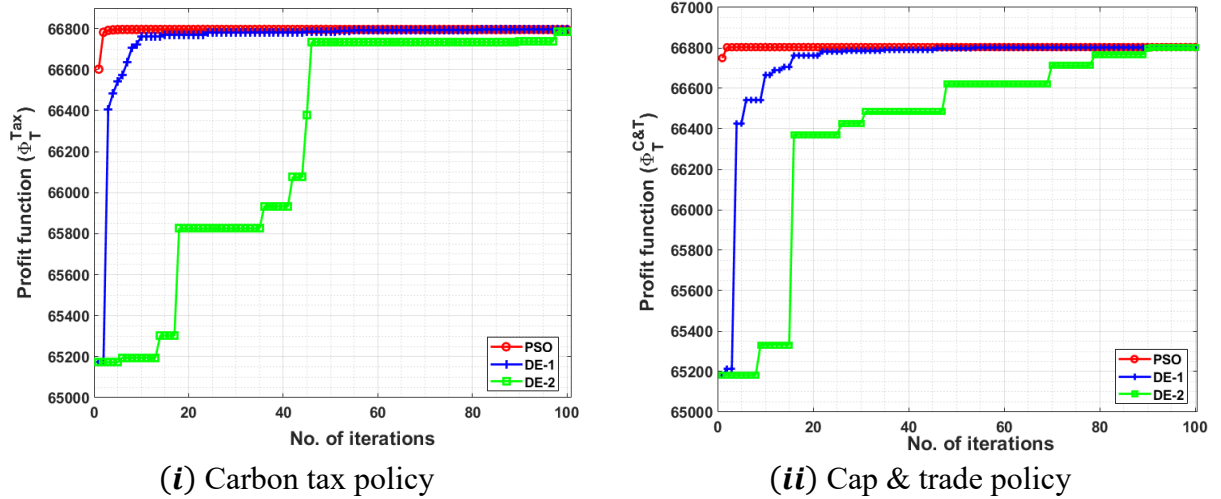 66800
66600
66400
66200
66000
65800
65600
65400
65200
65000
0
20
40
60
80
100
Profit function (Φ_T^Tax)
No. of iterations
PSO
DE-1
DE-2
(i) Carbon tax policy
67000
66800
66600
66400
66200
66000
65800
65600
65400
65200
65000
0
20
40
60
80
100
Profit function (Φ_T^C&T)
No. of iterations
PSO
DE-1
DE-2
(ii) Cap & trade policy